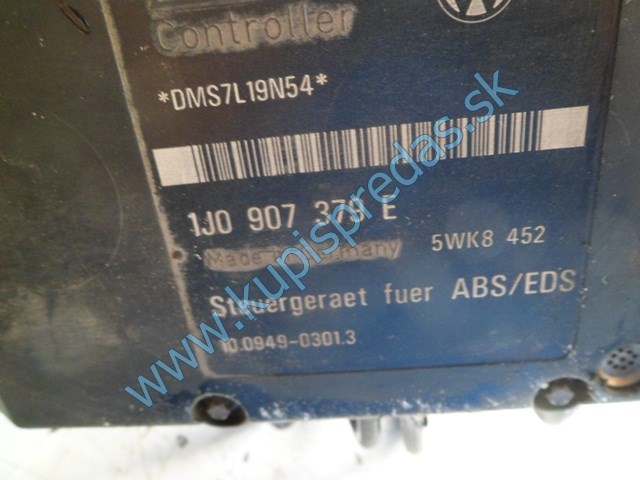 Controller
*DMS7L19N54*
1J0 907 379 E
Made in Germany 5WK8 452
Steuergeraet fuer ABS/EDS
10.0949-0301.3
www.kupispredas.sk